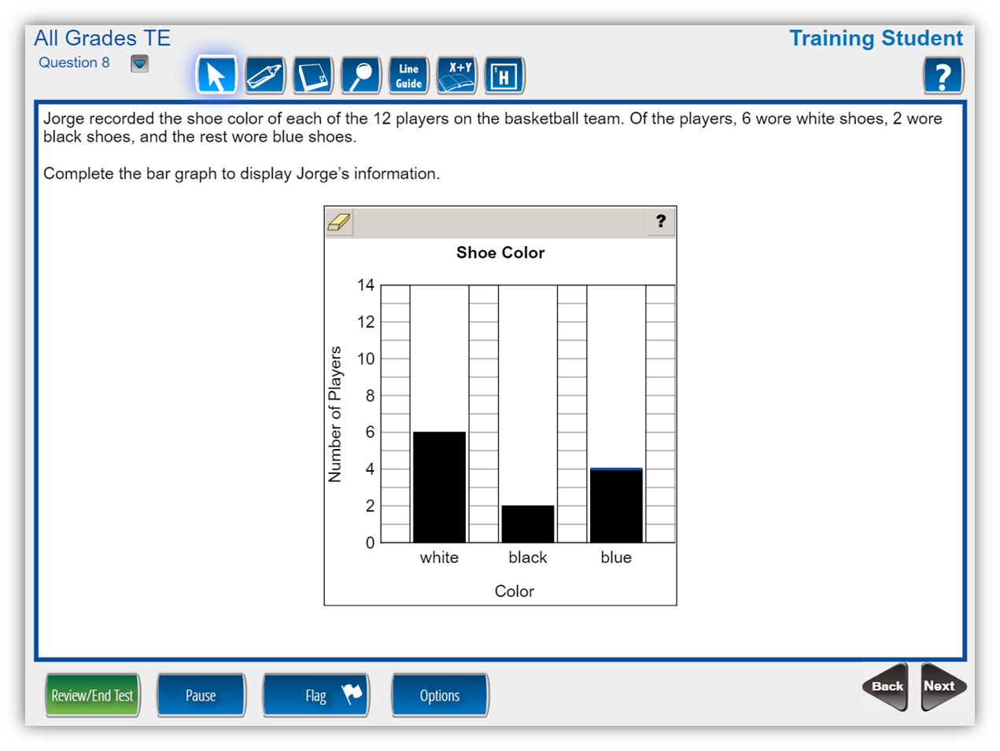 All Grades TE
Training Student
Question 8
Line
Guide
X+Y
1H
?
Jorge recorded the shoe color of each of the 12 players on the basketball team. Of the players, 6 wore white shoes, 2 wore
black shoes, and the rest wore blue shoes.
Complete the bar graph to display Jorge's information.
?
Shoe Color
Number of Players
14
12
10
8
6
4
2
0
white black blue
Color
Review/End Test
Pause
Flag
Options
Back
Next